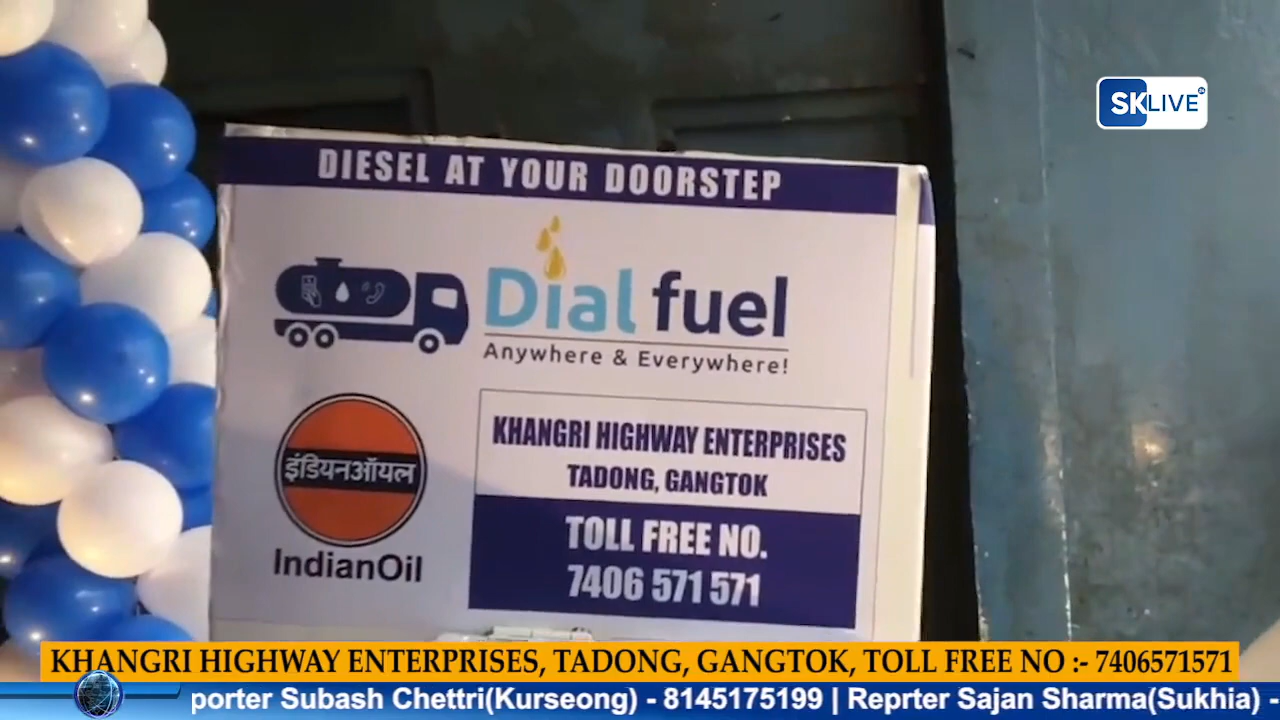 SKLIVE
DIESEL AT YOUR DOORSTEP
Dial fuel
Anywhere & Everywhere!
इंडियनऑयल
IndianOil
KHANGRI HIGHWAY ENTERPRISES
TADONG, GANGTOK
TOLL FREE NO.
7406 571 571
KHANGRI HIGHWAY ENTERPRISES, TADONG, GANGTOK, TOLL FREE NO :- 7406571571
porter Subash Chettri(Kurseong) - 8145175199 | Reprter Sajan Sharma(Sukhia) -